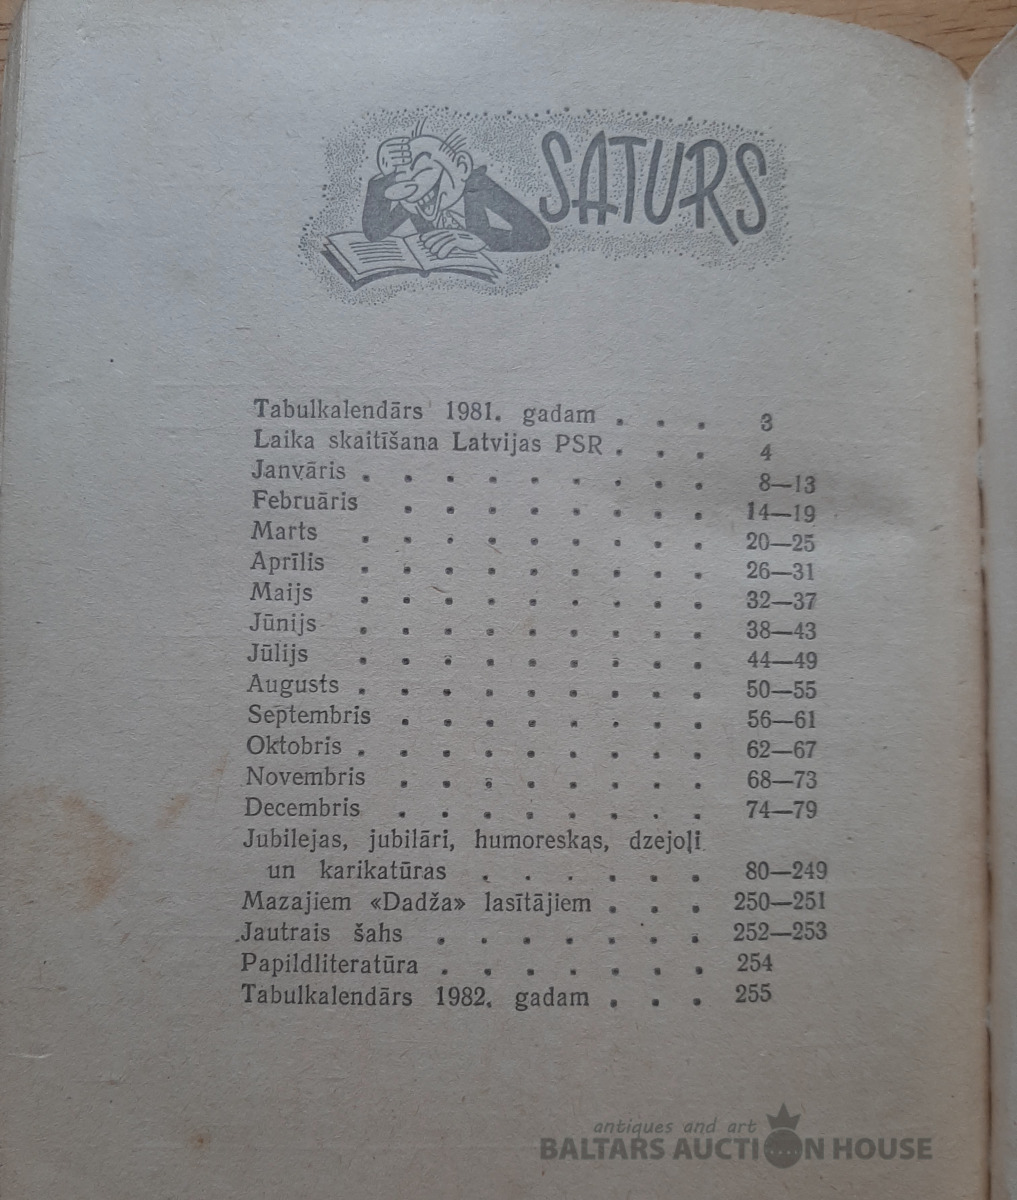 SATURS
Tabulkalendārs 1981. gadam . . . 3
Laika skaitīšana Latvijas PSR . . . 4
Janvāris . . . . . . . . . 8—13
Februāris . . . . . . . . 14—19
Marts . . . . . . . . . 20—25
Aprīlis . . . . . . . . . 26—31
Maijs . . . . . . . . . 32—37
Jūnijs . . . . . . . . . 38—43
Jūlijs . . . . . . . . . 44—49
Augusts . . . . . . . . . 50—55
Septembris . . . . . . . . 56—61
Oktobris . . . . . . . . . 62—67
Novembris . . . . . . . . 68—73
Decembris . . . . . . . . 74—79
Jubilejas, jubilāri, humoreskas, dzejoļi
un karikatūras . . . . . . 80—249
Mazajiem «Dadža» lasītājiem . . . 250—251
Jautrais šahs . . . . . . . 252—253
Papildliteratūra . . . . . . . 254
Tabulkalendārs 1982. gadam . . . 255
antiques and art
BALTARS AUCTION HOUSE